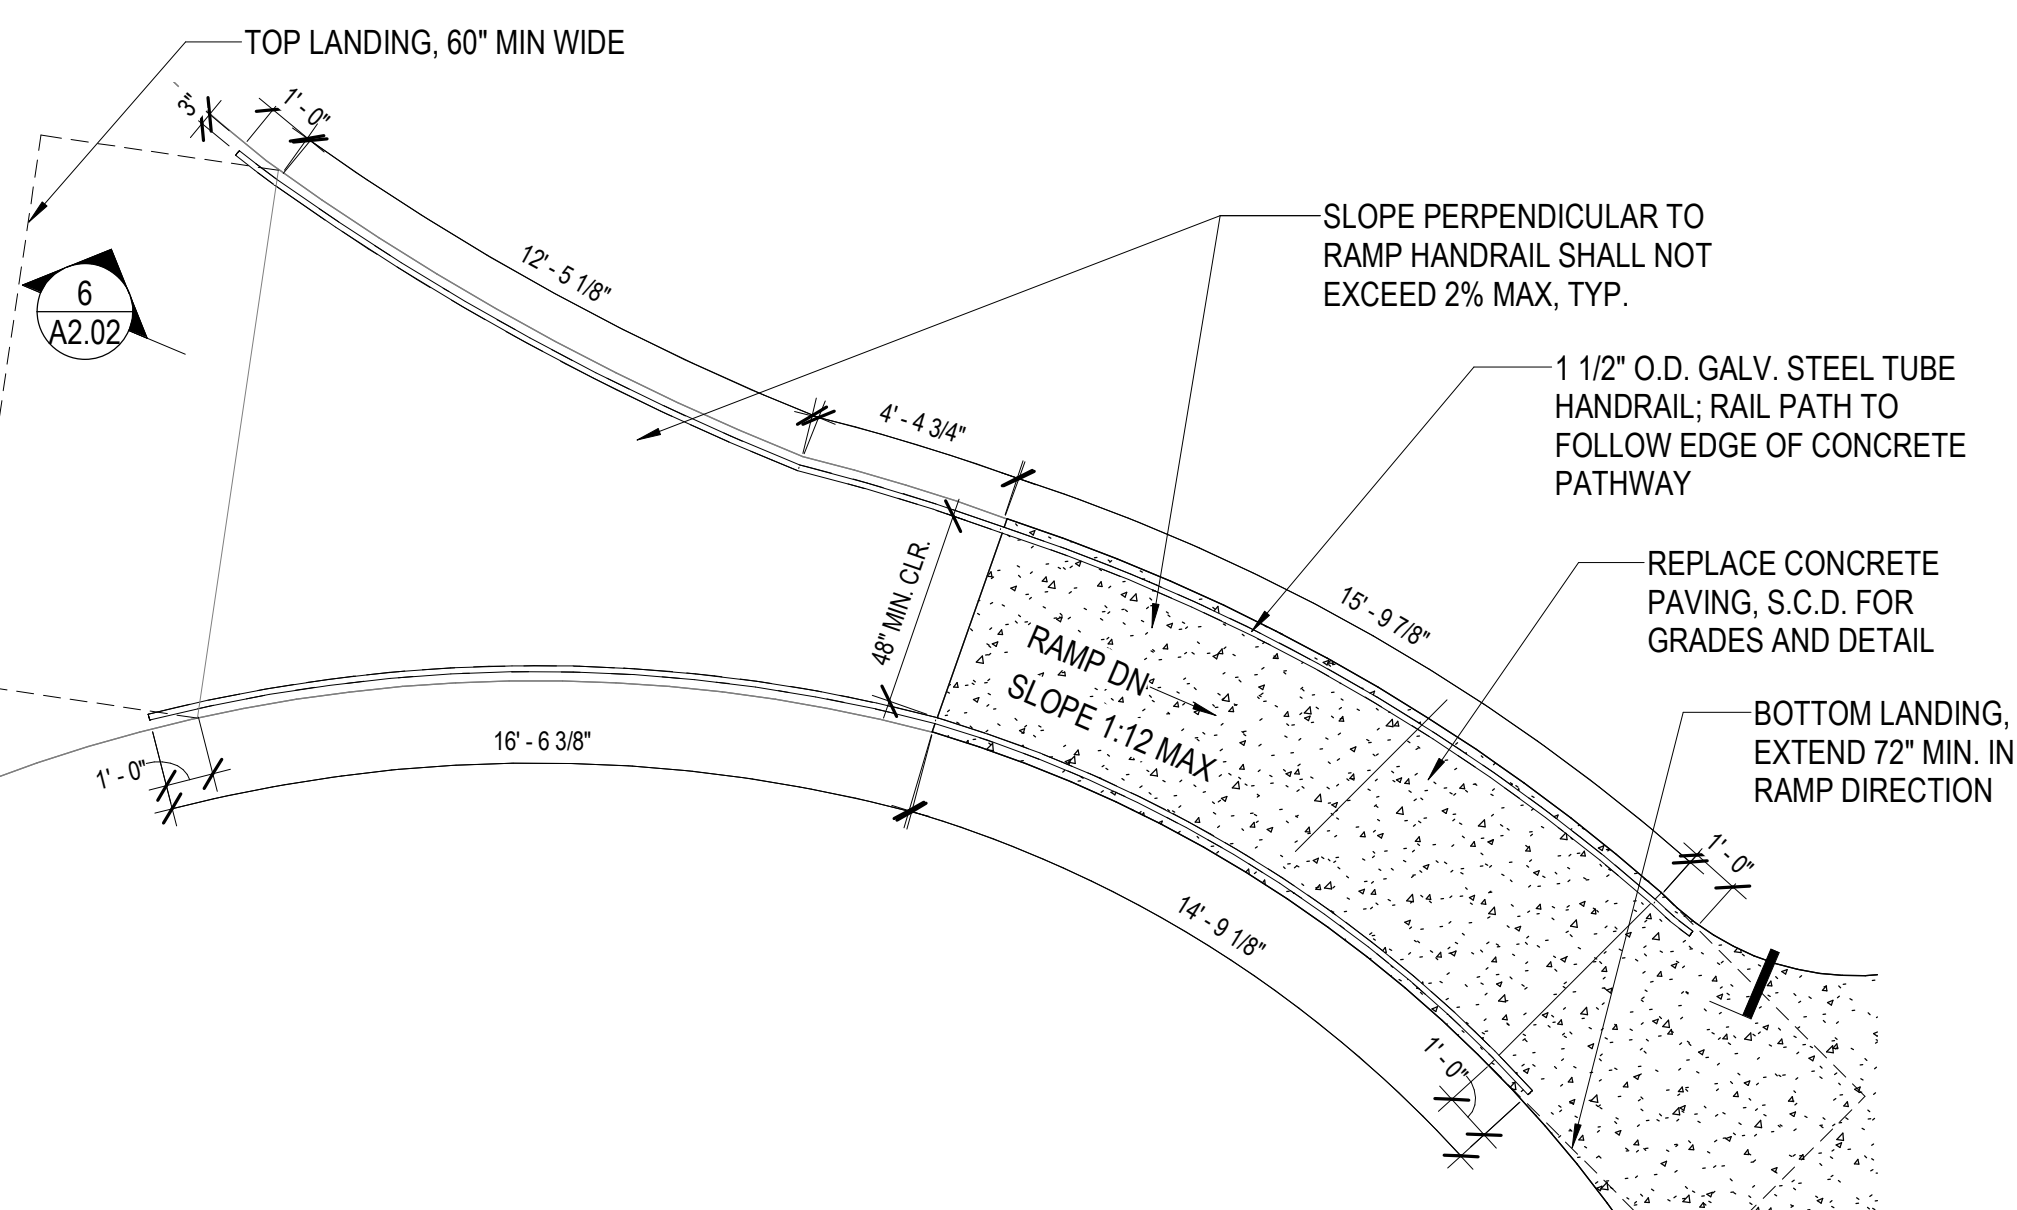 TOP LANDING, 60" MIN WIDE
3"
1' - 0"
12' - 5 1/8"
6
A2.02
4' - 4 3/4"
SLOPE PERPENDICULAR TO
RAMP HANDRAIL SHALL NOT
EXCEED 2% MAX, TYP.
1 1/2" O.D. GALV. STEEL TUBE
HANDRAIL; RAIL PATH TO
FOLLOW EDGE OF CONCRETE
PATHWAY
48" MIN. CLR.
15' - 9 7/8"
REPLACE CONCRETE
PAVING, S.C.D. FOR
GRADES AND DETAIL
RAMP DN
SLOPE 1:12 MAX
BOTTOM LANDING,
EXTEND 72" MIN. IN
RAMP DIRECTION
16' - 6 3/8"
1' - 0"
1' - 0"
14' - 9 1/8"
1' - 0"